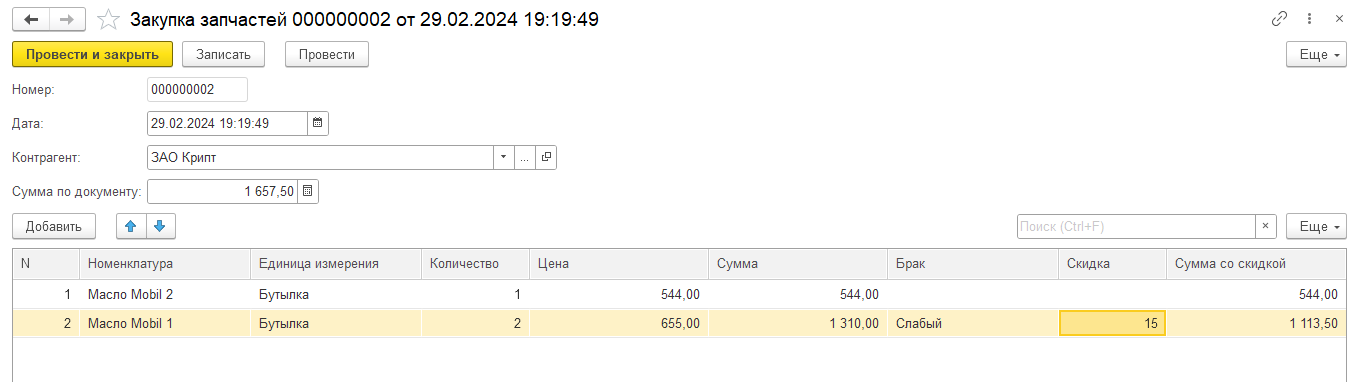 Закупка запчастей 000000002 от 29.02.2024 19:19:49
Провести и закрыть Записать Провести Еще
Номер: 000000002
Дата: 29.02.2024 19:19:49
Контрагент: ЗАО Крипт ...
Сумма по документу: 1 657,50
Добавить Поиск (Ctrl+F) × Еще
N Номенклатура Единица измерения Количество Цена Сумма Брак Скидка Сумма со скидкой
1 Масло Mobil 2 Бутылка 1 544,00 544,00 544,00
2 Масло Mobil 1 Бутылка 2 655,00 1 310,00 Слабый 15 1 113,50